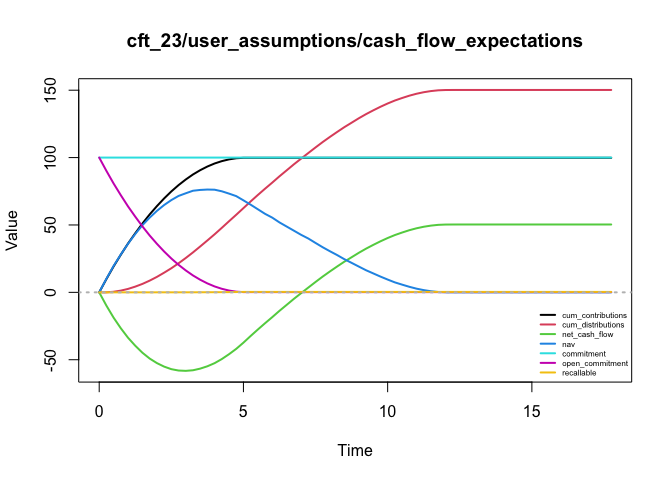 cft_23/user_assumptions/cash_flow_expectations
Value
150
100
50
0
-50
cum_contributions
cum_distributions
net_cash_flow
nav
commitment
open_commitment
recallable
0
5
10
15
Time